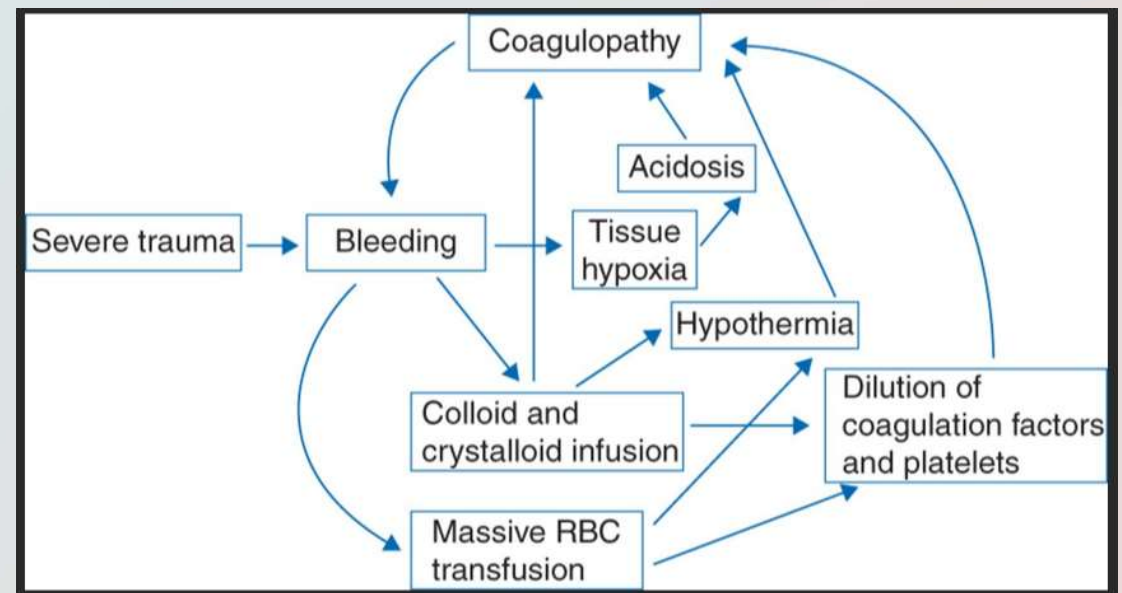 Coagulopathy
Acidosis
Severe trauma
Bleeding
Tissue
hypoxia
Hypothermia
Colloid and
crystalloid infusion
Dilution of
coagulation factors
and platelets
Massive RBC
transfusion